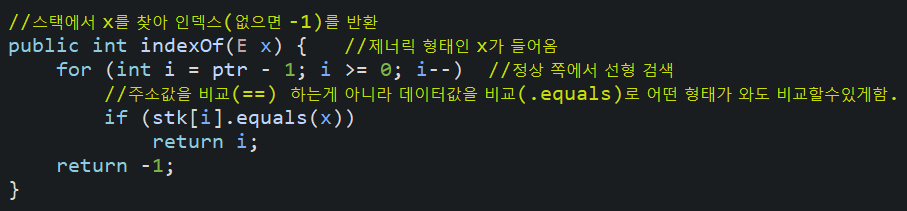 //스택에서 x를 찾아 인덱스(없으면 -1)를 반환
public int indexOf(E x) {   //제너릭 형태인 x가 들어옴
    for (int i = ptr - 1; i >= 0; i--)  //정상 쪽에서 선형 검색
        //주소값을 비교(==) 하는게 아니라 데이터값을 비교(.equals)로 어떤 형태가 와도 비교할수있게함.
        if (stk[i].equals(x))
            return i;
    return -1;
}